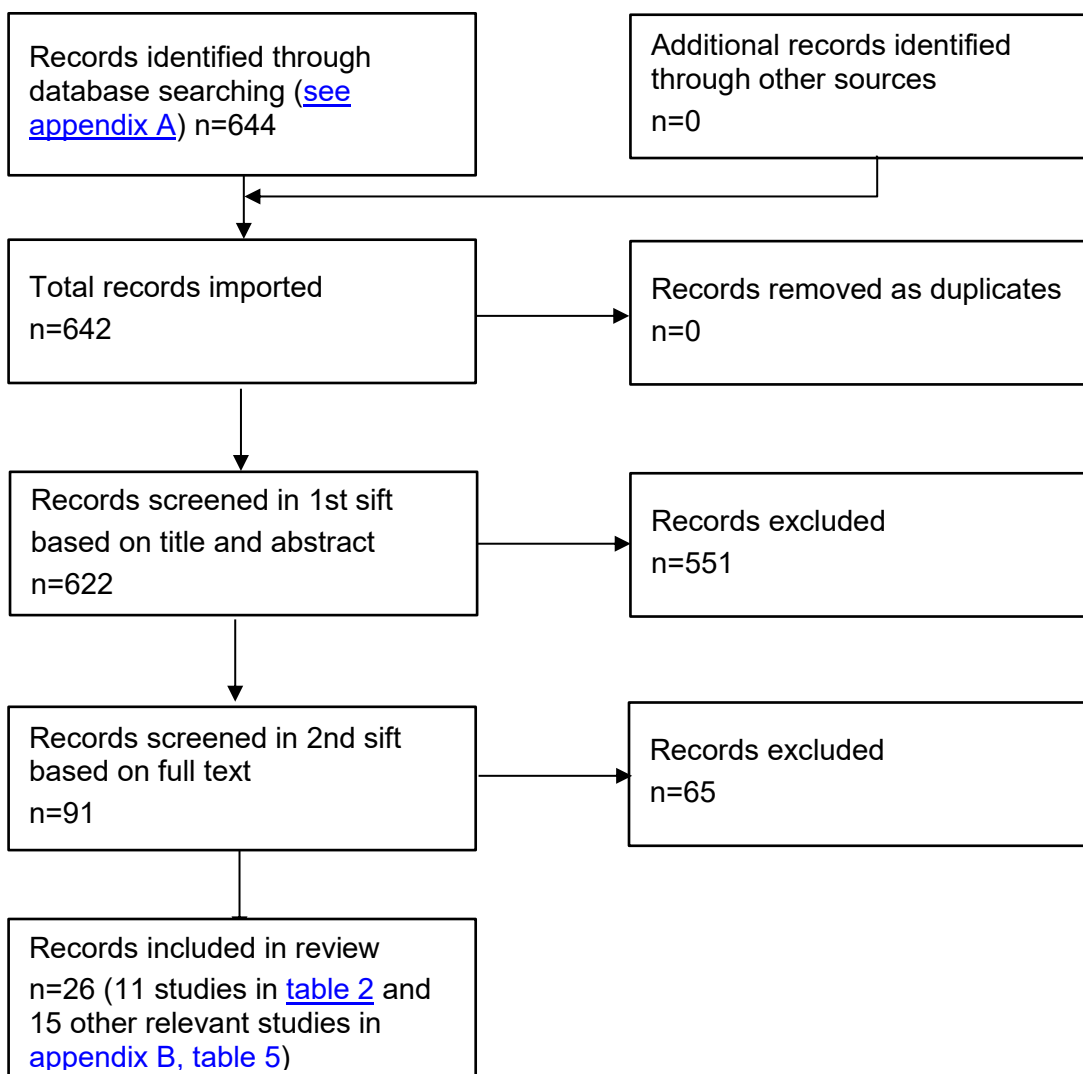 Records identified through
database searching (see
appendix A) n=644
Additional records identified
through other sources
n=0
Total records imported
n=642
Records removed as duplicates
n=0
Records screened in 1st sift
based on title and abstract
n=622
Records excluded
n=551
Records screened in 2nd sift
based on full text
n=91
Records excluded
n=65
Records included in review
n=26 (11 studies in table 2 and
15 other relevant studies in
appendix B, table 5)